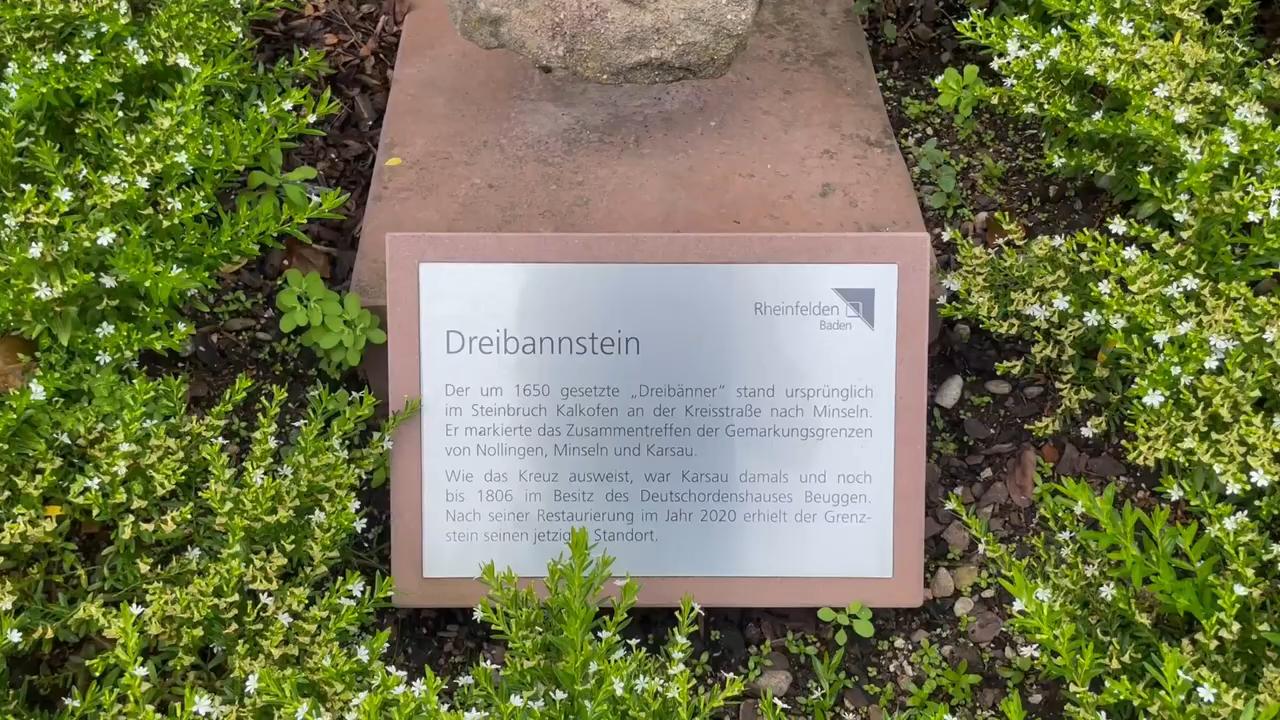 Rheinfelden
Baden
Dreibannstein
Der um 1650 gesetzte „Dreibänner“ stand ursprünglich
im Steinbruch Kalkofen an der Kreisstraße nach Minseln.
Er markierte das Zusammentreffen der Gemarkungsgrenzen
von Nollingen, Minseln und Karsau.
Wie das Kreuz ausweist, war Karsau damals und noch
bis 1806 im Besitz des Deutschordenshauses Beuggen.
Nach seiner Restaurierung im Jahr 2020 erhielt der Grenz-
stein seinen Standort.